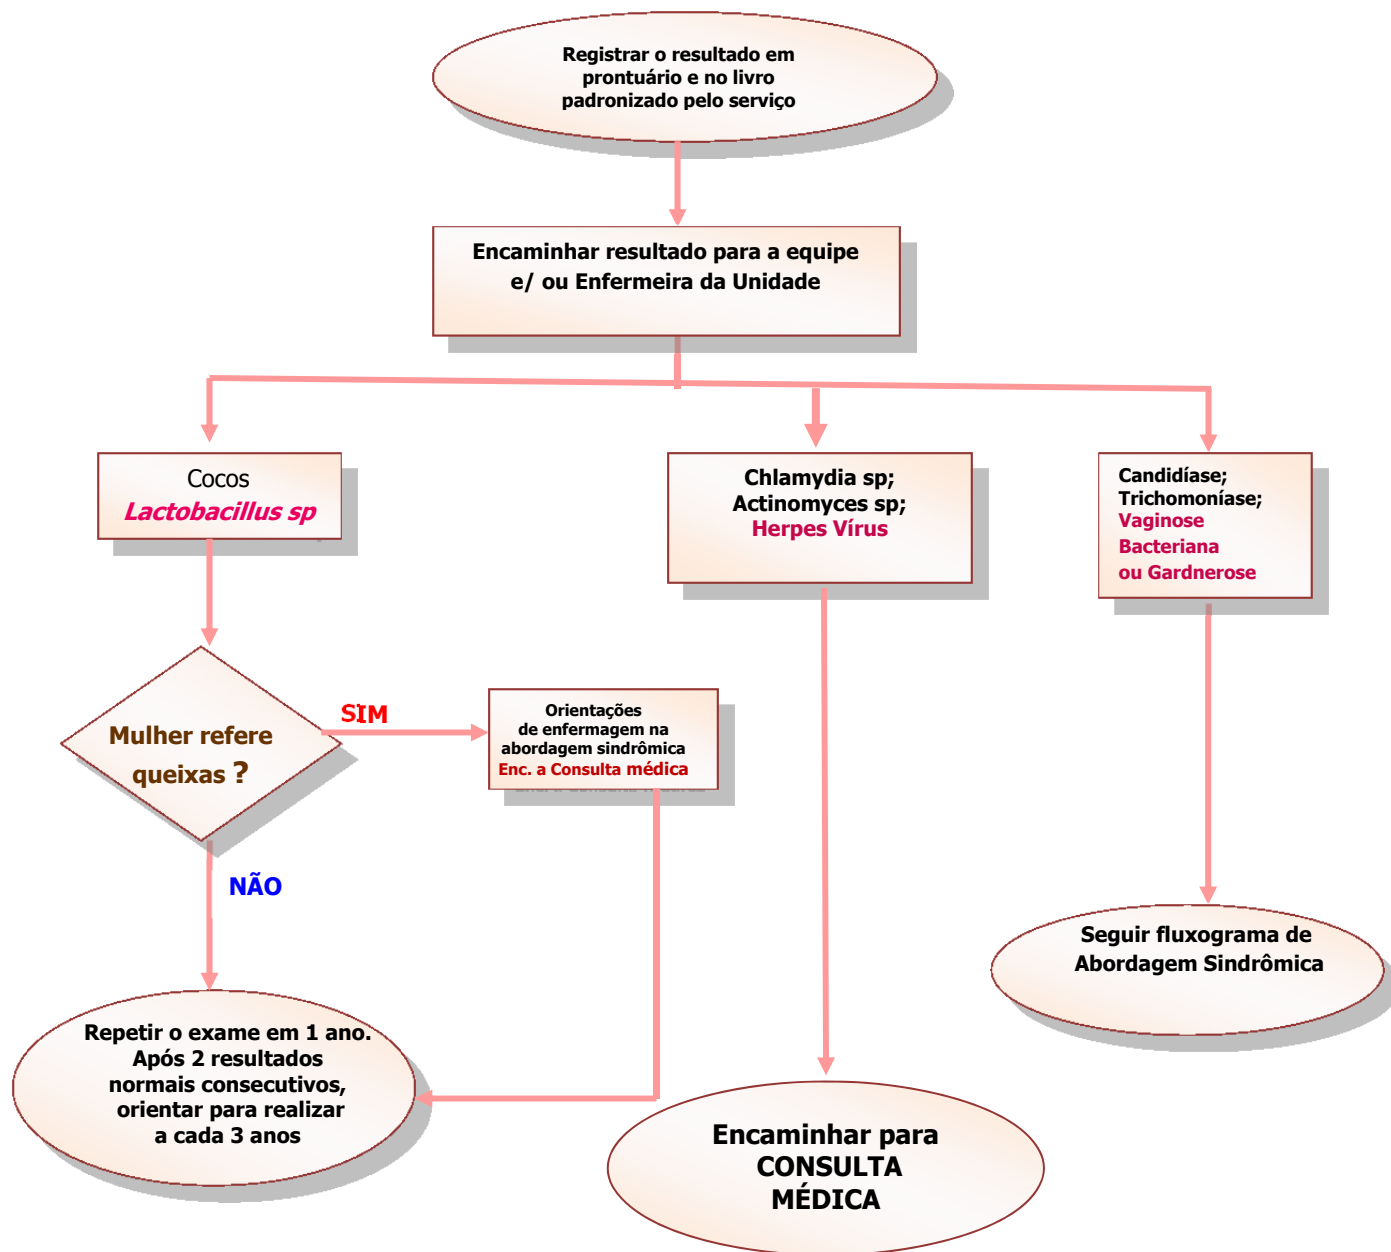 Registrar o resultado em
prontuário e no livro
padronizado pelo serviço
Encaminhar resultado para a equipe
e/ ou Enfermeira da Unidade
Cocos
Lactobacillus sp
Chlamydia sp;
Actinomyces sp;
Herpes Vírus
Candidíase;
Trichomoníase;
Vaginose
Bacteriana
ou Gardnerose
Mulher refere
queixas ?
SIM
Orientações
de enfermagem na
abordagem sindrômica
Enc. a Consulta médica
NÃO
Repetir o exame em 1 ano.
Após 2 resultados
normais consecutivos,
orientar para realizar
a cada 3 anos
Encaminhar para
CONSULTA
MÉDICA
Seguir fluxograma de
Abordagem Sindrômica